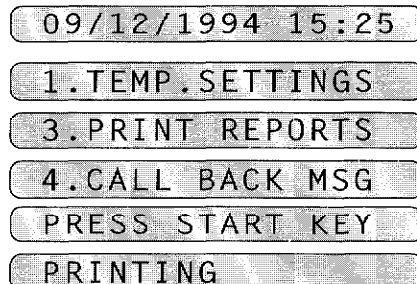 09/12/1994 15:25
1.TEMP.SETTINGS
3.PRINT REPORTS
4.CALL BACK MSG
PRESS START KEY
PRINTING